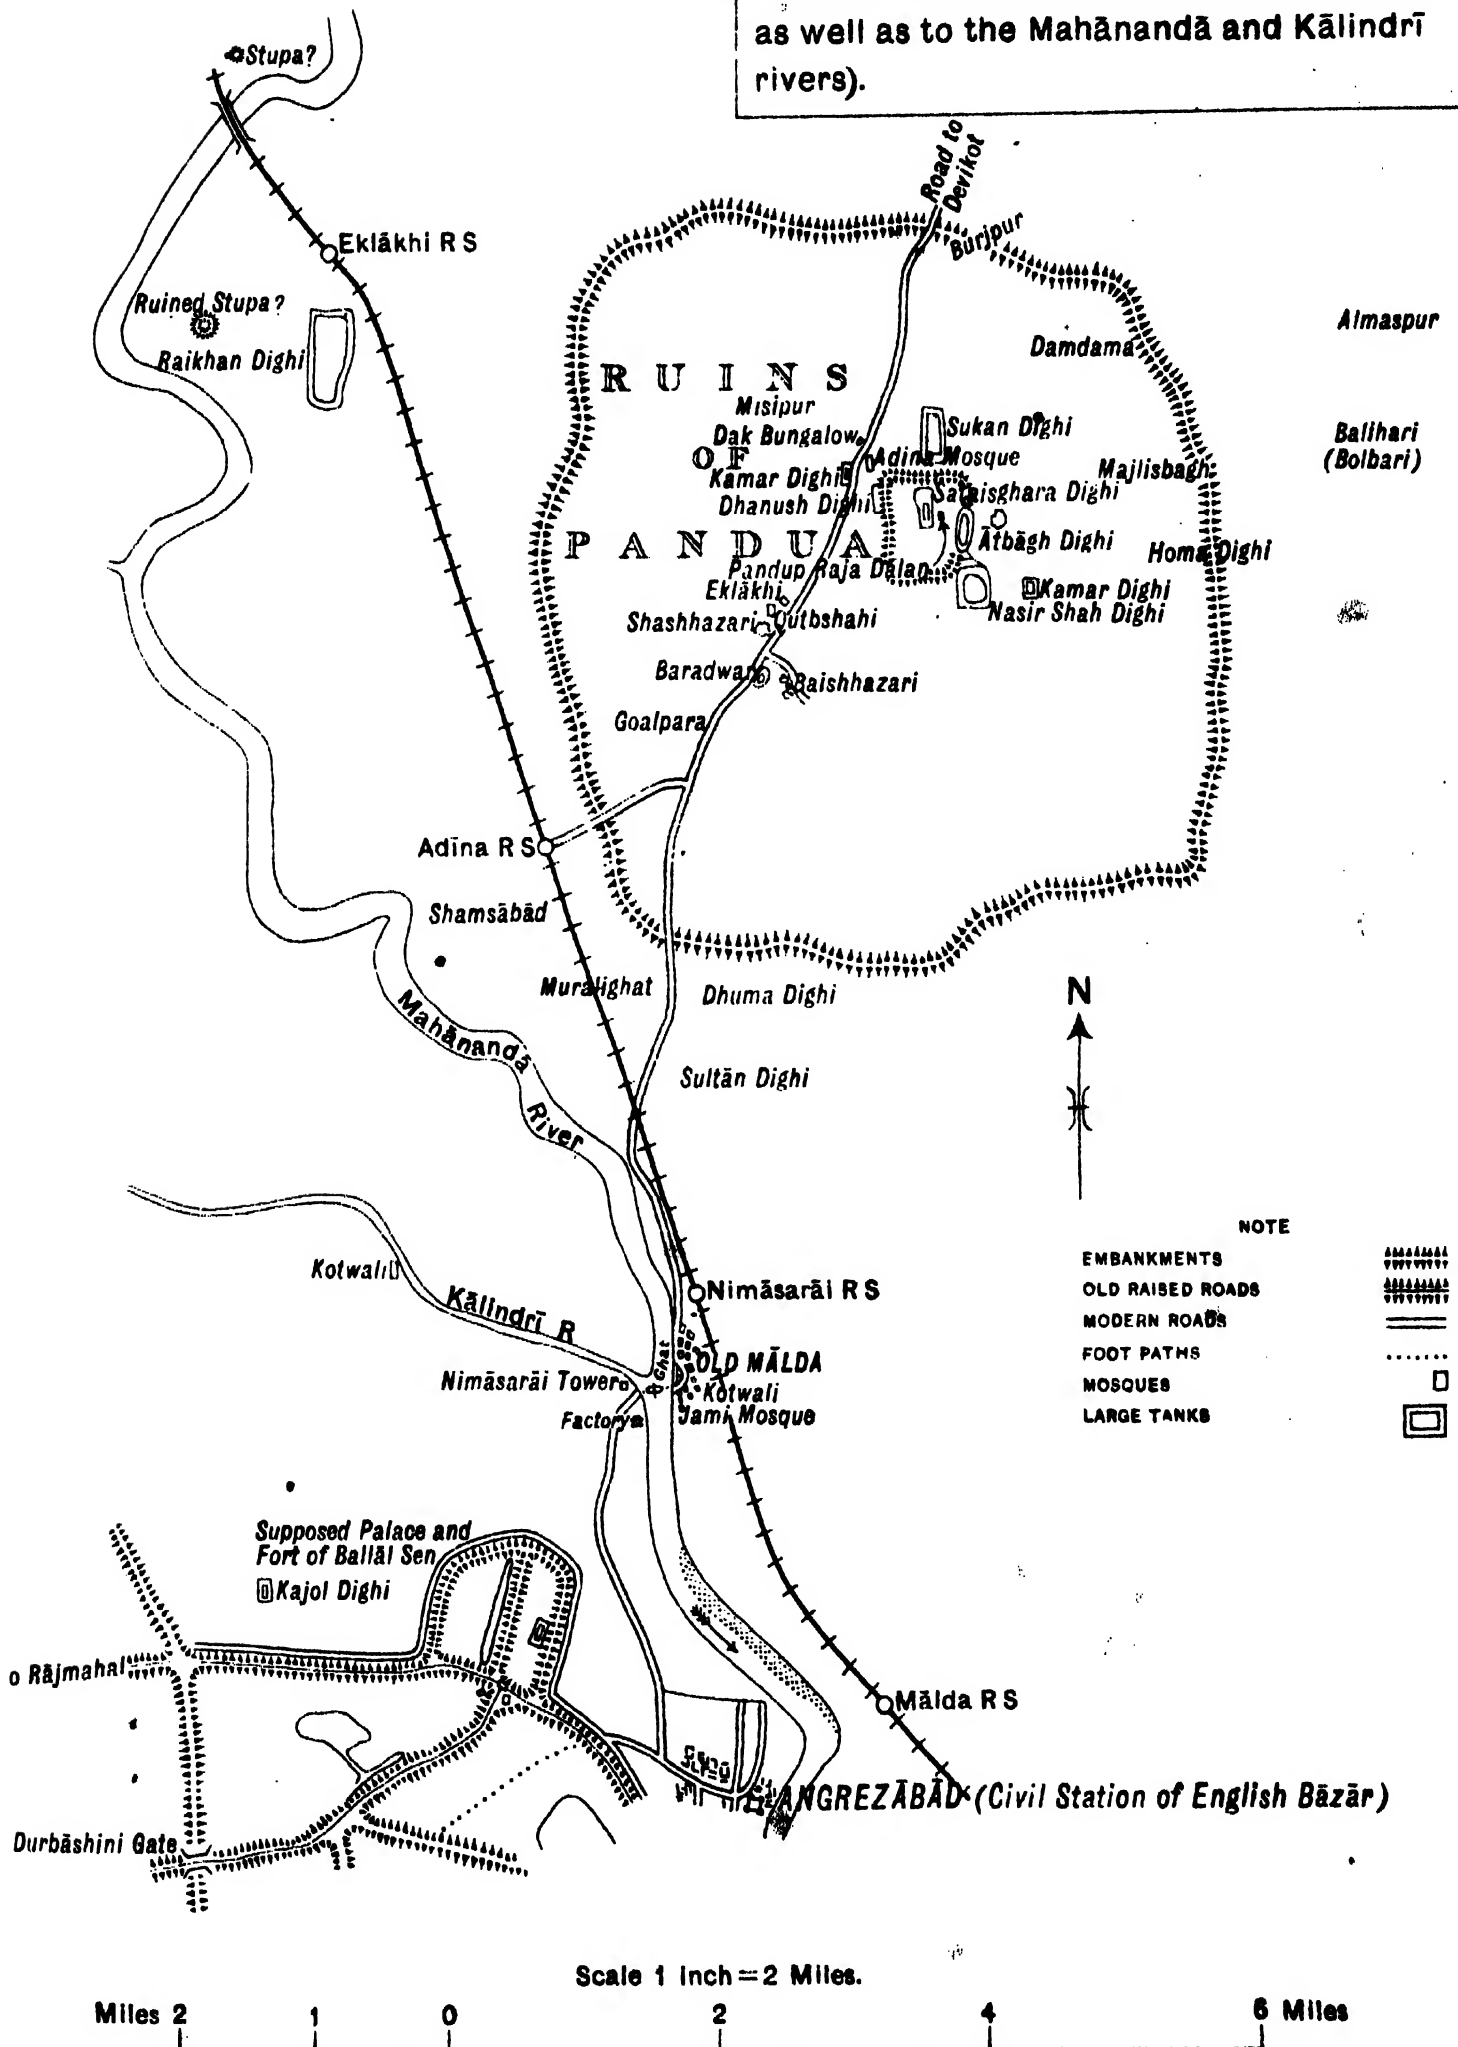 as well as to the Mahānandā and Kālindrī
rivers).
Stupa?
Road to
Devikot
Burjpur
Eklākhi R S
Ruined Stupa?
Raikhan Dighi
Almaspur
Damdama
RUINS
OF
PANDUA
Misipur
Dak Bungalow
Sukan Dighi
Balihari
(Bolbari)
Adina Mosque
Kamar Dighi
Majlisbagh
Dhanush Dighi
Sataisghara Dighi
Ātbāgh Dighi
Homa Dighi
Pandup Raja Dālan
Eklākhi
Kamar Dighi
Nasir Shah Dighi
Shashhazari
Qutbshahi
Baradwari
Baishhazari
Goalpara
Adīna R S
Shamsābād
Muralighat
Dhuma Dighi
N
Mahānandā
River
Sultān Dighi
Kotwali
Kālindrī R
Nimāsarāi R S
Ghat
OLD MĀLDA
Nimāsarāi Tower
Kotwali
Factory
Jami Mosque
NOTE
EMBANKMENTS
OLD RAISED ROADS
MODERN ROADS
FOOT PATHS
MOSQUES
LARGE TANKS
Supposed Palace and
Fort of Ballāl Sen
Kajol Dighi
o Rājmahal
Mālda R S
ANGREZĀBĀD (Civil Station of English Bāzār)
Durbāshini Gate
Scale 1 Inch = 2 Miles.
Miles 2 1 0 2 4 6 Miles